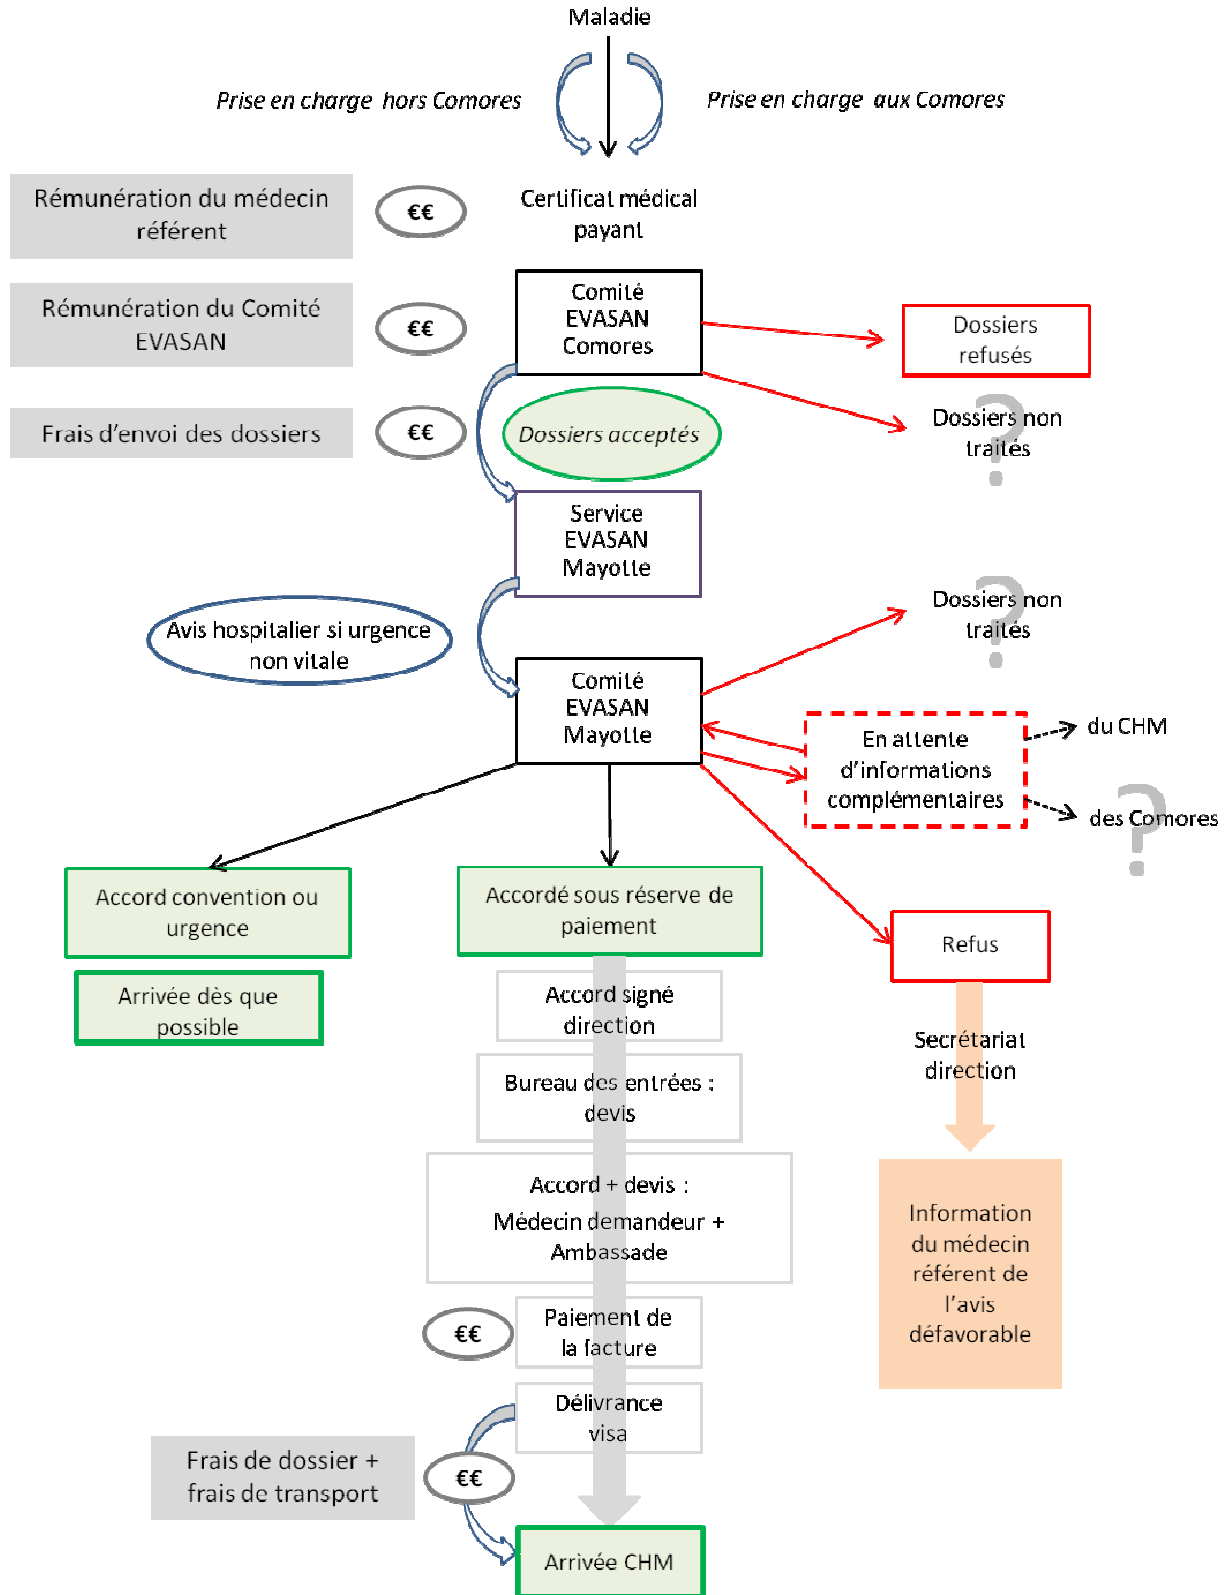 Maladie
Prise en charge hors Comores
Prise en charge aux Comores
Rémunération du médecin
référent
€€
Certificat médical
payant
Rémunération du Comité
EVASAN
€€
Comité
EVASAN
Comores
Dossiers
refusés
Frais d'envoi des dossiers
€€
Dossiers acceptés
?
Dossiers non
traités
Service
EVASAN
Mayotte
?
Dossiers non
traités
Avis hospitalier si urgence
non vitale
Comité
EVASAN
Mayotte
En attente
d'informations
complémentaires
du CHM
des Comores
?
Accord convention ou
urgence
Accordé sous réserve de
paiement
Refus
Arrivée dès que
possible
Accord signé
direction
Secrétariat
direction
Bureau des entrées :
devis
Accord + devis :
Médecin demandeur +
Ambassade
Information
du médecin
référent de
l'avis
défavorable
€€
Paiement de
la facture
Délivrance
visa
Frais de dossier +
frais de transport
€€
Arrivée CHM